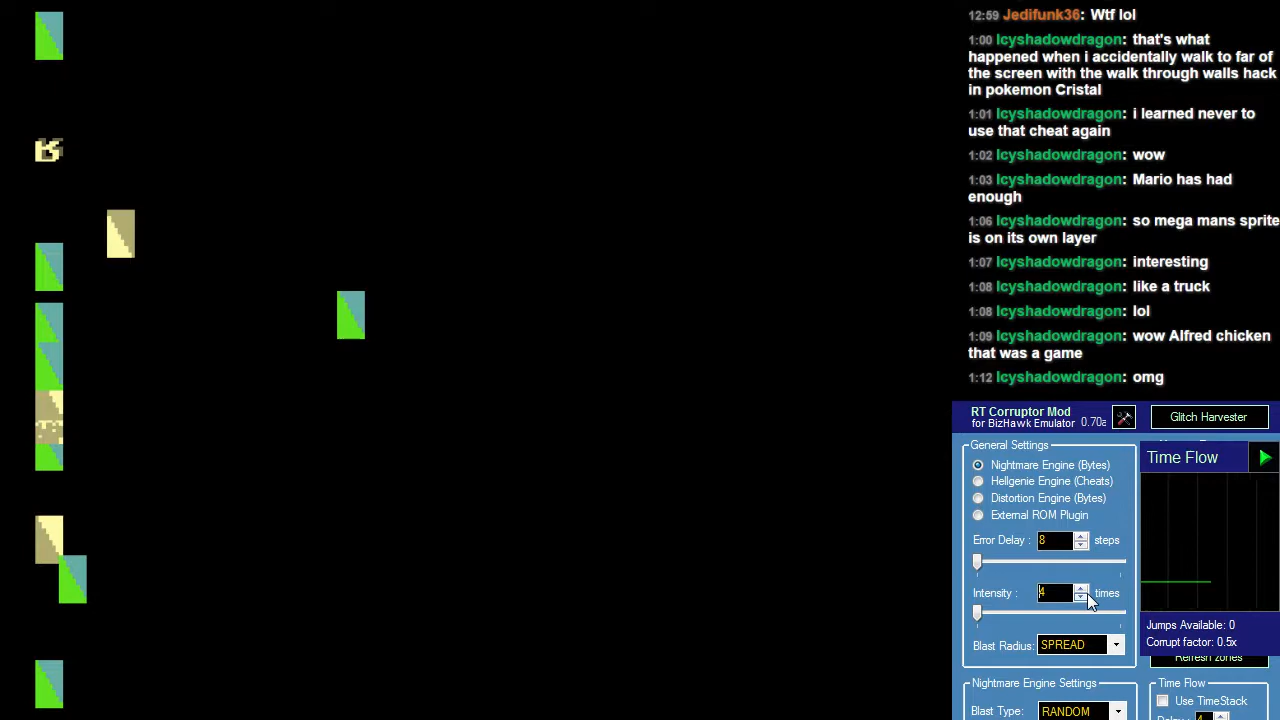 12:59 Jedifunk36: Wtf lol
1:00 Icyshadowdragon: that's what
happened when i accidentally walk to far of
the screen with the walk through walls hack
in pokemon Cristal
1:01 Icyshadowdragon: i learned never to
use that cheat again
1:02 Icyshadowdragon: wow
1:03 Icyshadowdragon: Mario has had
enough
1:06 Icyshadowdragon: so mega mans sprite
is on its own layer
1:07 Icyshadowdragon: interesting
1:08 Icyshadowdragon: like a truck
1:08 Icyshadowdragon: lol
1:09 Icyshadowdragon: wow Alfred chicken
that was a game
1:12 Icyshadowdragon: omg
RT Corruptor Mod
for BizHawk Emulator 0.70a
Glitch Harvester
General Settings
Nightmare Engine (Bytes)
Hellgenie Engine (Cheats)
Distortion Engine (Bytes)
External ROM Plugin
Error Delay : 8 steps
Intensity : 4 times
Blast Radius: SPREAD
Time Flow
Jumps Available: 0
Corrupt factor: 0.5x
Refresh zones
Nightmare Engine Settings
Blast Type: RANDOM
Time Flow
Use TimeStack